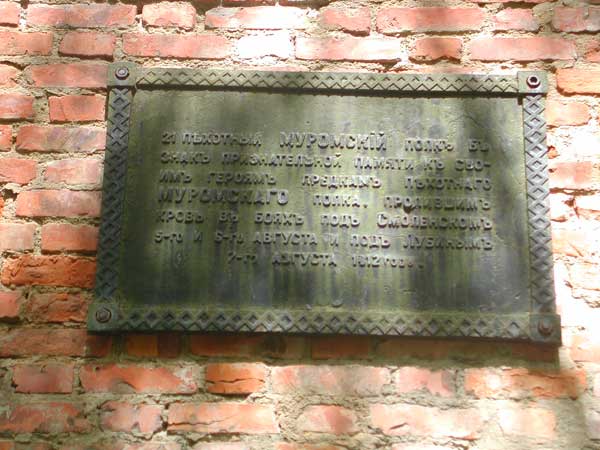 21 ПѢХОТНЫЙ МУРОМСКІЙ ПОЛКЪ ВЪ
ЗНАКЪ ПРИЗНАТЕЛЬНОЙ ПАМЯТИ КЪ СВО-
ИМЪ ГЕРОЯМЪ ПРЕДКАМЪ ПѢХОТНАГО
МУРОМСКАГО ПОЛКА, ПРОЛИВШИМЪ
КРОВЬ ВЪ БОЯХЪ ПОДЪ СМОЛЕНСКОМЪ
5-ГО И 6-ГО АВГУСТА И ПОДЪ ЛУБИНЫМЪ
7-ГО АВГУСТА 1812 ГОДА.